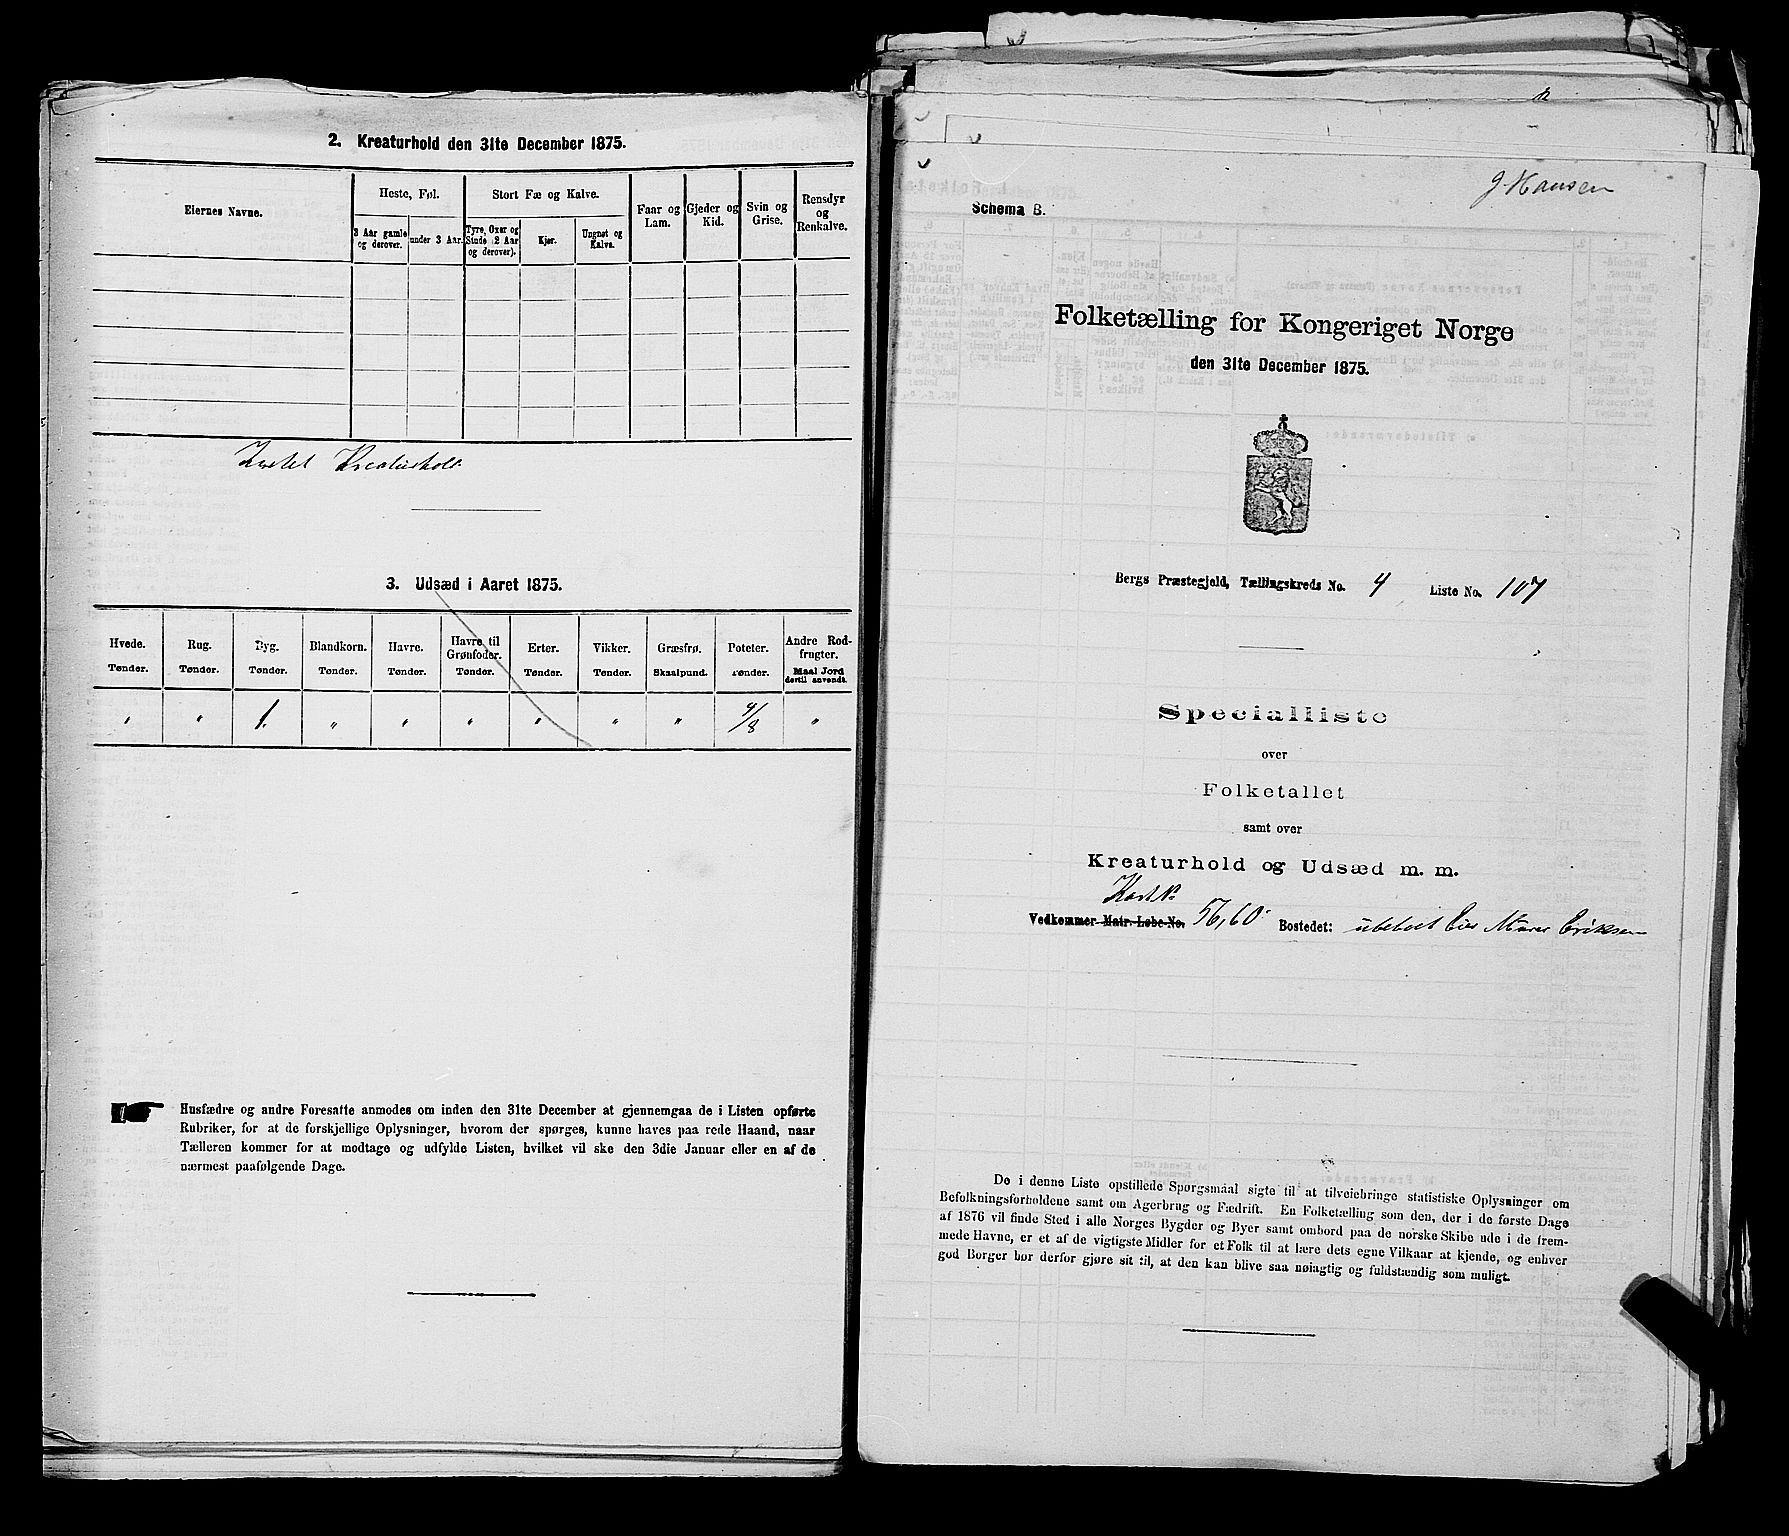 2. Kreaturhold den 31te December 1875.
Eiernes Navne.
Heste, Føl.
3 Aar gamle og derover.
under 3 Aar.
Stort Fæ og Kalve.
Tyre, Oxer og Stude (2 Aar og derover).
Kjør.
Ungnøt og Kalve.
Faar og Lam.
Gjeder og Kid.
Svin og Grise.
Rensdyr og Renkalve.
Kreaturhold
3. Udsæd i Aaret 1875.
Hvede. Rug. Byg. Blandkorn. Havre. Havre til Grønfoder. Erter. Vikker. Græsfrø. Poteter. Andre Rodfrugter.
Tønder. Tønder. Tønder. Tønder. Tønder. Tønder. Tønder. Tønder. Skaalpund. Tønder. Maal Jord dertil anvendt.
" " 1. " " " " " " 4/8 "
Husfædre og andre Foresatte anmodes om inden den 31te December at gjennemgaa de i Listen opførte
Rubriker, for at de forskjellige Oplysninger, hvorom der spørges, kunne haves paa rede Haand, naar
Tælleren kommer for at modtage og udfylde Listen, hvilket vil ske den 3die Januar eller en af de
nærmest paafølgende Dage.
J. Hansen
Schema B.
Folketælling for Kongeriget Norge
den 31te December 1875.
Bergs Præstegjeld, Tællingskreds No. 4 Liste No. 107
Specialliste
over
Folketallet
samt over
Kreaturhold og Udsæd m. m.
Kart No
Vedkommer Matr. Løbe-No. 56,60 Bostedet: ubeboet Eier Mares Eriksen
De i denne Liste opstillede Spørgsmaal sigte til at tilveiebringe statistiske Oplysninger om
Befolkningsforholdene samt om Agerbrug og Fædrift. En Folketælling som den, der i de første Dage
af 1876 vil finde Sted i alle Norges Bygder og Byer samt ombord paa de norske Skibe ude i de frem-
mede Havne, er et af de vigtigste Midler for et Folk til at lære dets egne Vilkaar at kjende, og enhver
god Borger bør derfor gjøre sit til, at den kan blive saa nøiagtig og fuldstændig som muligt.